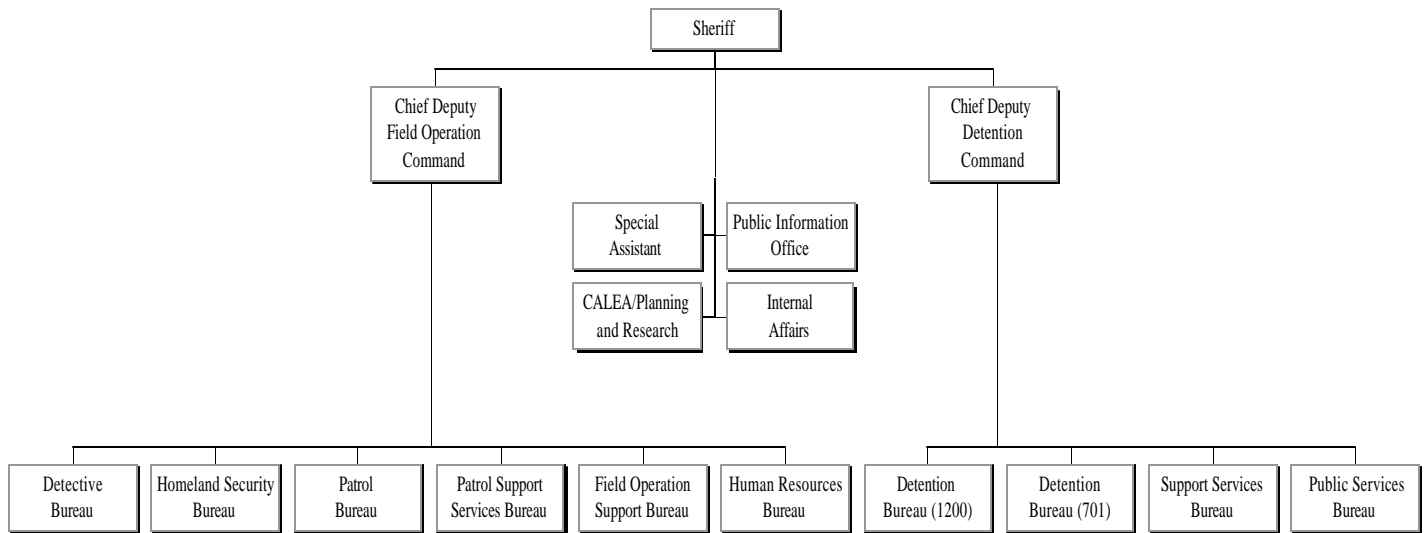 Sheriff
Chief Deputy
Field Operation
Command
Chief Deputy
Detention
Command
Special
Assistant
Public Information
Office
CALEA/Planning
and Research
Internal
Affairs
Detective
Bureau
Homeland Security
Bureau
Patrol
Bureau
Patrol Support
Services Bureau
Field Operation
Support Bureau
Human Resources
Bureau
Detention
Bureau (1200)
Detention
Bureau (701)
Support Services
Bureau
Public Services
Bureau